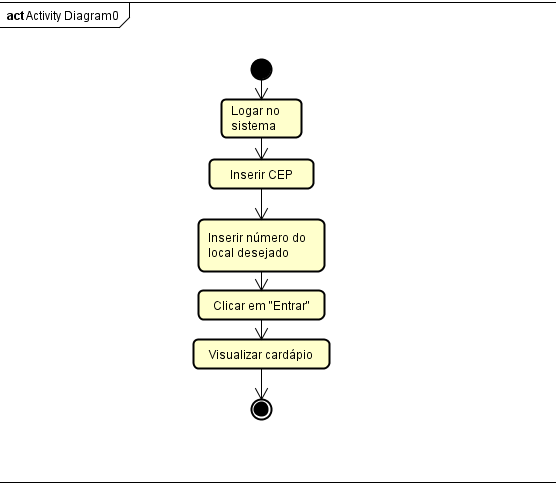 act Activity Diagram0
Logar no
sistema
Inserir CEP
Inserir número do
local desejado
Clicar em "Entrar"
Visualizar cardápio